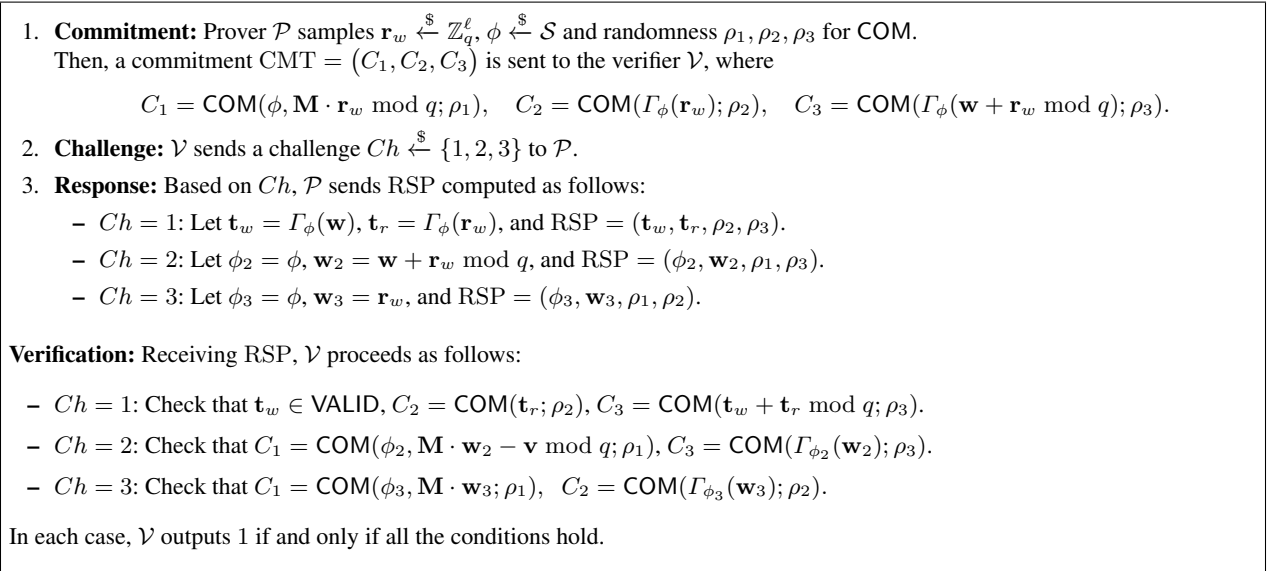 1. Commitment: Prover 𝒫 samples r_w ←$ ℤ_q^ℓ, ϕ ←$ 𝒮 and randomness ρ₁, ρ₂, ρ₃ for COM.
Then, a commitment CMT = (C₁, C₂, C₃) is sent to the verifier 𝒱, where
C₁ = COM(ϕ, M · r_w mod q; ρ₁), C₂ = COM(Γ_ϕ(r_w); ρ₂), C₃ = COM(Γ_ϕ(w + r_w mod q); ρ₃).
2. Challenge: 𝒱 sends a challenge Ch ←$ {1, 2, 3} to 𝒫.
3. Response: Based on Ch, 𝒫 sends RSP computed as follows:
– Ch = 1: Let t_w = Γ_ϕ(w), t_r = Γ_ϕ(r_w), and RSP = (t_w, t_r, ρ₂, ρ₃).
– Ch = 2: Let ϕ₂ = ϕ, w₂ = w + r_w mod q, and RSP = (ϕ₂, w₂, ρ₁, ρ₃).
– Ch = 3: Let ϕ₃ = ϕ, w₃ = r_w, and RSP = (ϕ₃, w₃, ρ₁, ρ₂).
Verification: Receiving RSP, 𝒱 proceeds as follows:
– Ch = 1: Check that t_w ∈ VALID, C₂ = COM(t_r; ρ₂), C₃ = COM(t_w + t_r mod q; ρ₃).
– Ch = 2: Check that C₁ = COM(ϕ₂, M · w₂ − v mod q; ρ₁), C₃ = COM(Γ_ϕ₂(w₂); ρ₃).
– Ch = 3: Check that C₁ = COM(ϕ₃, M · w₃; ρ₁), C₂ = COM(Γ_ϕ₃(w₃); ρ₂).
In each case, 𝒱 outputs 1 if and only if all the conditions hold.